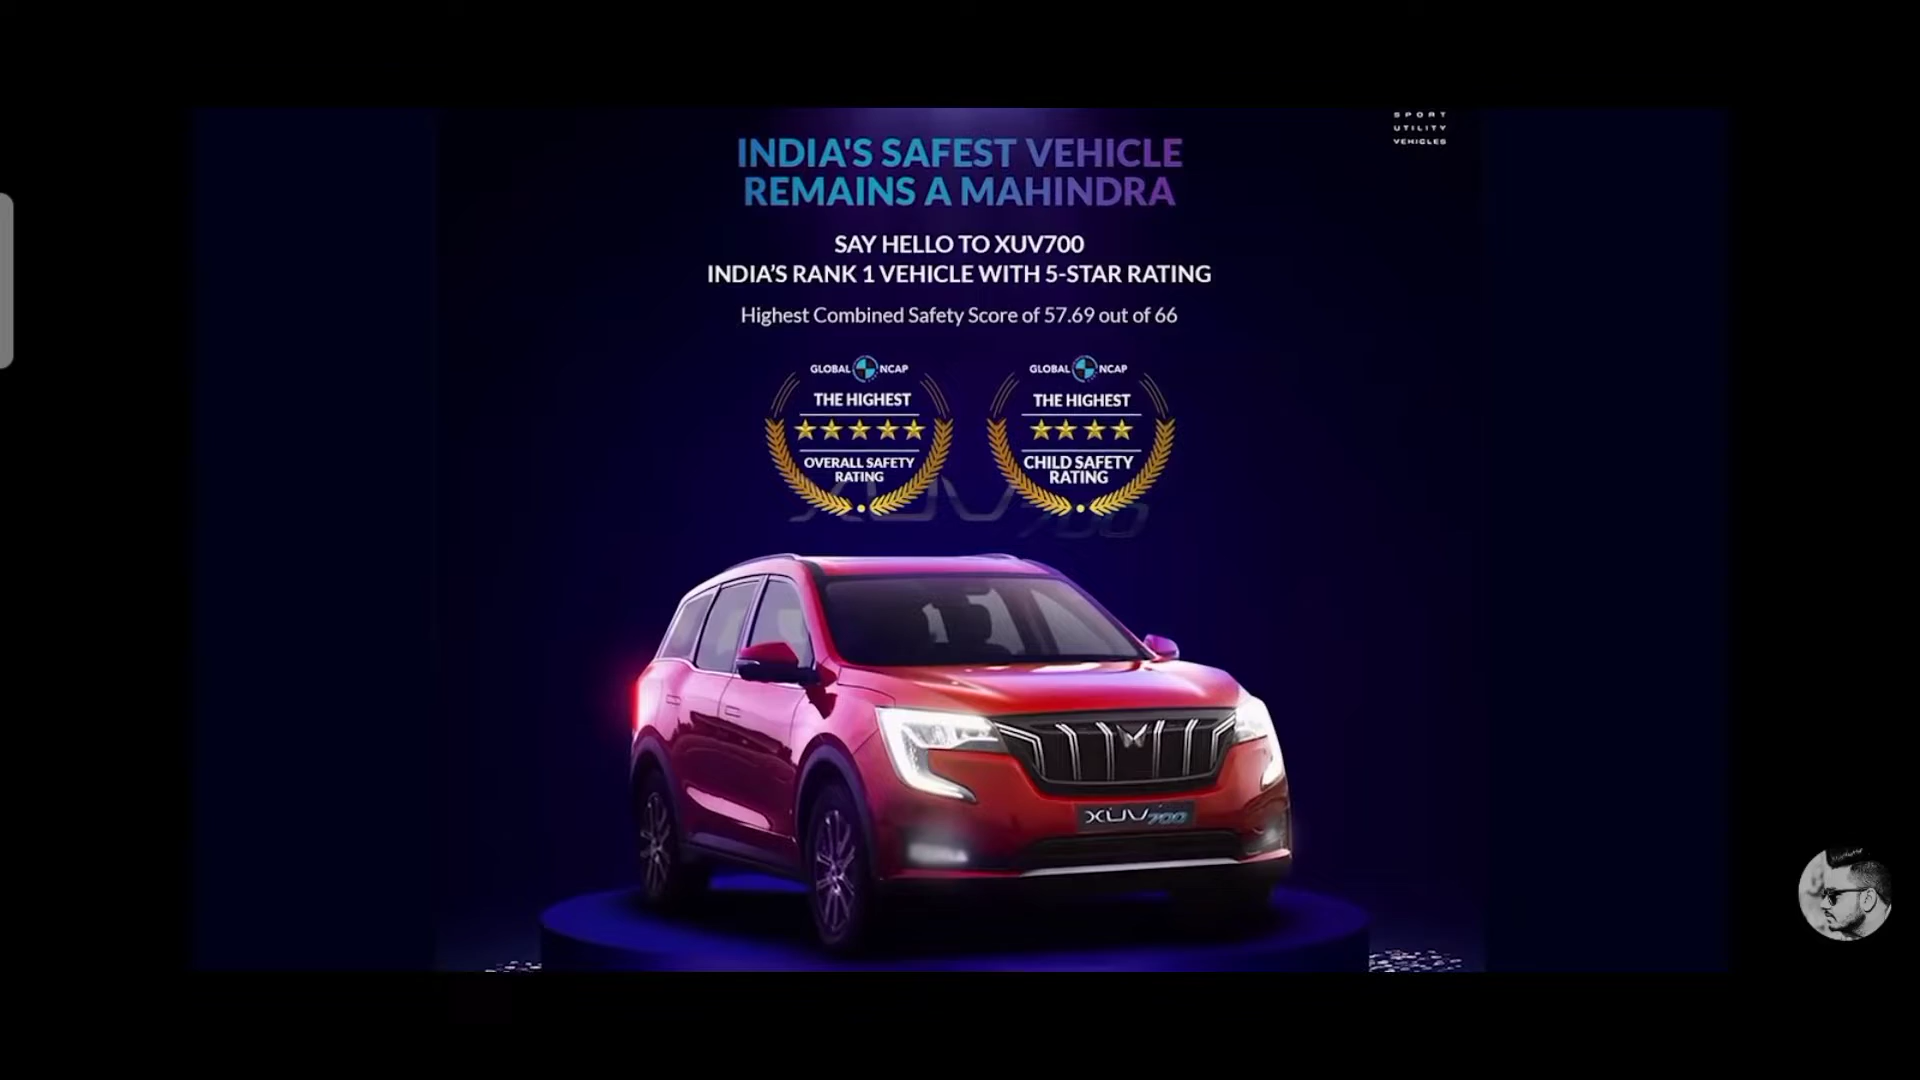 SPORT
UTILITY
VEHICLES
INDIA'S SAFEST VEHICLE
REMAINS A MAHINDRA
SAY HELLO TO XUV700
INDIA'S RANK 1 VEHICLE WITH 5-STAR RATING
Highest Combined Safety Score of 57.69 out of 66
GLOBAL NCAP
THE HIGHEST
OVERALL SAFETY
RATING
GLOBAL NCAP
THE HIGHEST
CHILD SAFETY
RATING
XUV700
XUV700